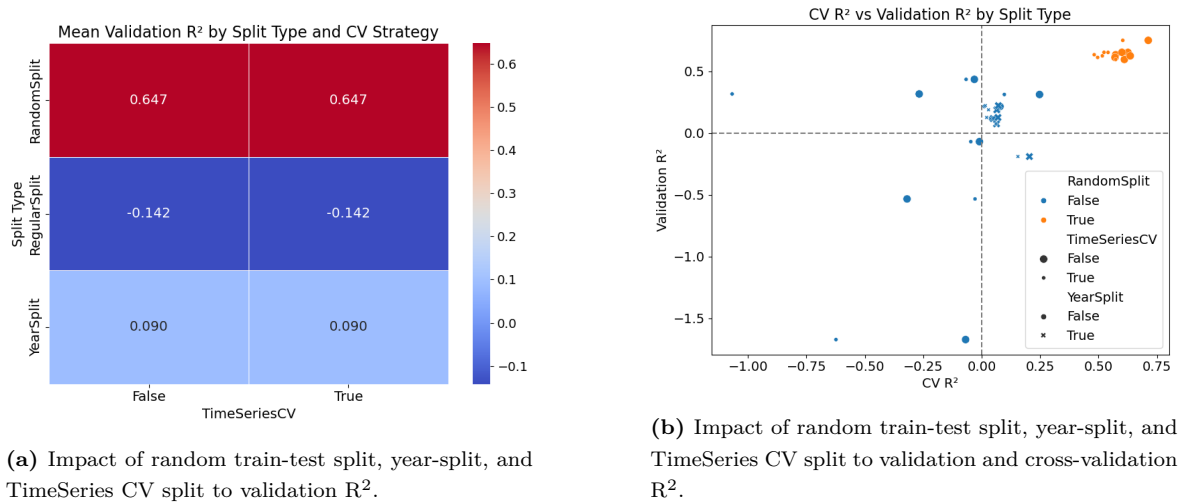 Mean Validation R² by Split Type and CV Strategy
RandomSplit
RegularSplit
YearSplit
Split Type
0.647
0.647
-0.142
-0.142
0.090
0.090
False
True
TimeSeriesCV
0.6
0.5
0.4
0.3
0.2
0.1
0.0
−0.1
(a) Impact of random train-test split, year-split, and
TimeSeries CV split to validation R².
CV R² vs Validation R² by Split Type
Validation R²
0.5
0.0
−0.5
−1.0
−1.5
−1.00
−0.75
−0.50
−0.25
0.00
0.25
0.50
0.75
CV R²
RandomSplit
False
True
TimeSeriesCV
False
True
YearSplit
False
True
(b) Impact of random train-test split, year-split, and
TimeSeries CV split to validation and cross-validation
R².